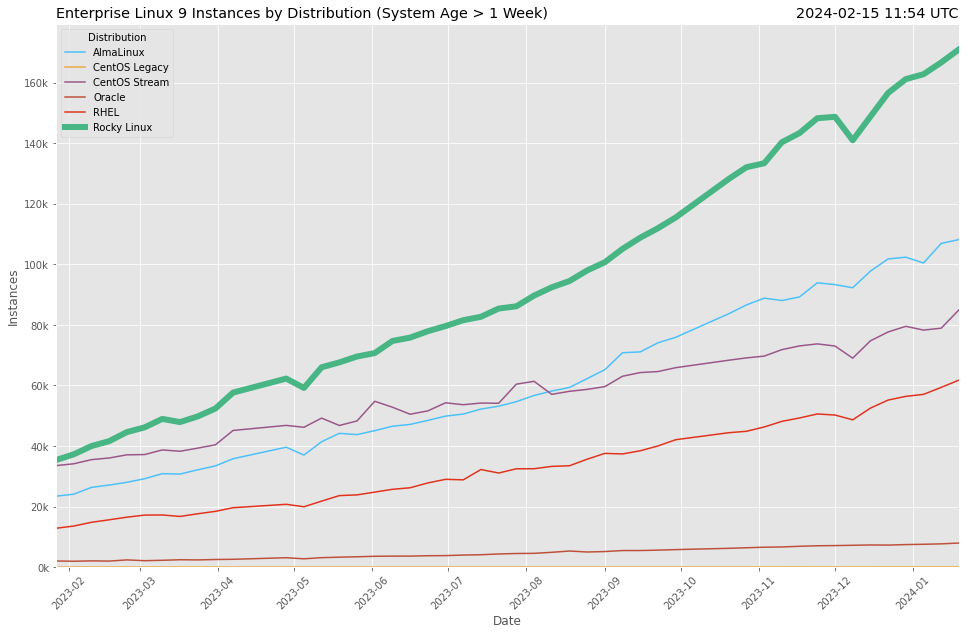 Enterprise Linux 9 Instances by Distribution (System Age > 1 Week)
2024-02-15 11:54 UTC
Distribution
AlmaLinux
CentOS Legacy
CentOS Stream
Oracle
RHEL
Rocky Linux
160k
140k
120k
100k
80k
60k
40k
20k
0k
Instances
2023-02
2023-03
2023-04
2023-05
2023-06
2023-07
2023-08
2023-09
2023-10
2023-11
2023-12
2024-01
Date